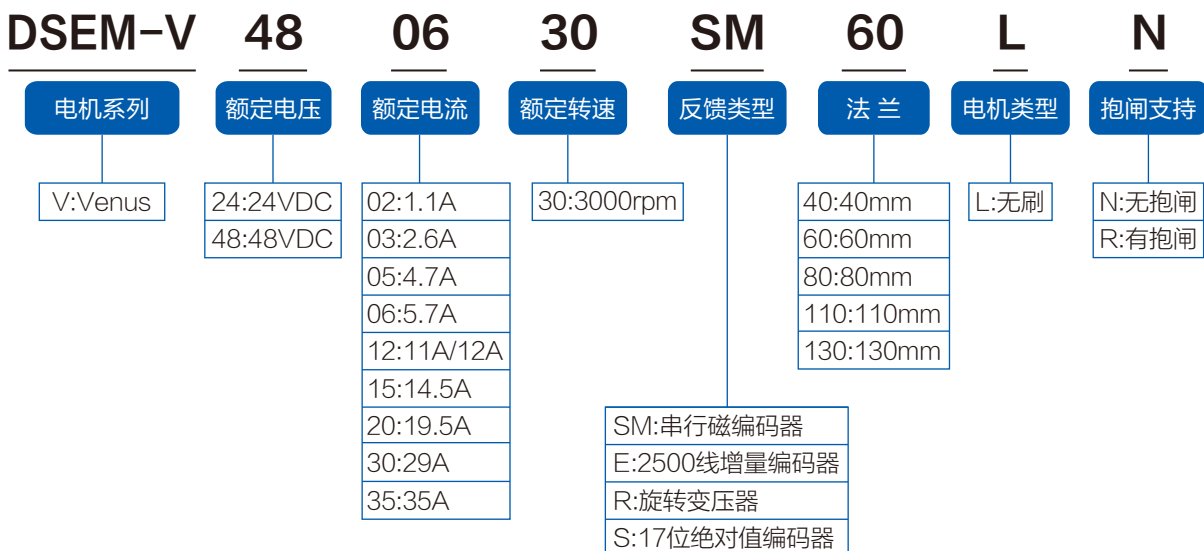 DSEM-V 48 06 30 SM 60 L N
电机系列 额定电压 额定电流 额定转速 反馈类型 法 兰 电机类型 抱闸支持
V:Venus 24:24VDC 02:1.1A 30:3000rpm 40:40mm L:无刷 N:无抱闸
48:48VDC 03:2.6A 60:60mm R:有抱闸
05:4.7A 80:80mm
06:5.7A 110:110mm
12:11A/12A 130:130mm
15:14.5A
20:19.5A SM:串行磁编码器
30:29A E:2500线增量编码器
35:35A R:旋转变压器
S:17位绝对值编码器